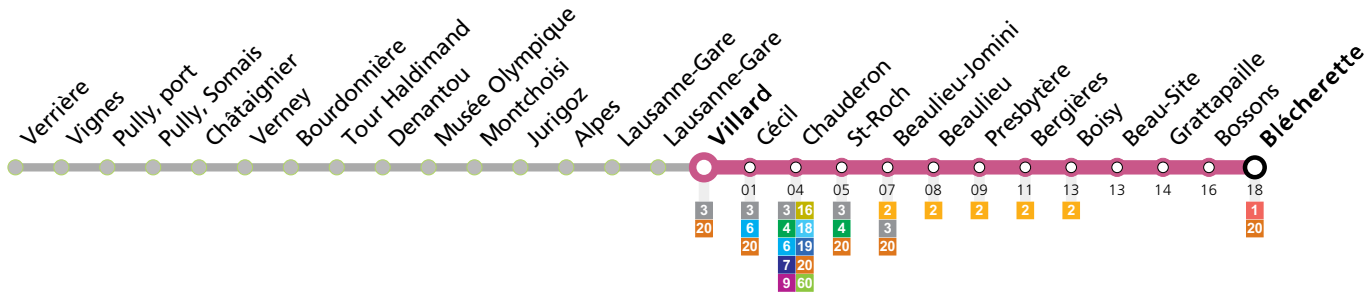 Verrière
Vignes
Pully, port
Pully, Somais
Châtaignier
Verney
Bourdonnière
Tour Haldimand
Denantou
Musée Olympique
Montchoisi
Jurigoz
Alpes
Lausanne-Gare
Lausanne-Gare
Villard
Cécil
Chauderon
St-Roch
Beaulieu-Jomini
Beaulieu
Presbytère
Bergières
Boisy
Beau-Site
Grattapaille
Bossons
Blécherette
01 04 05 07 08 09 11 13 13 14 16 18
3 3 3 16 3 2 2 2 2 2 1
20 6 4 18 4 3 20
20 6 19 20 20
7 20
9 60